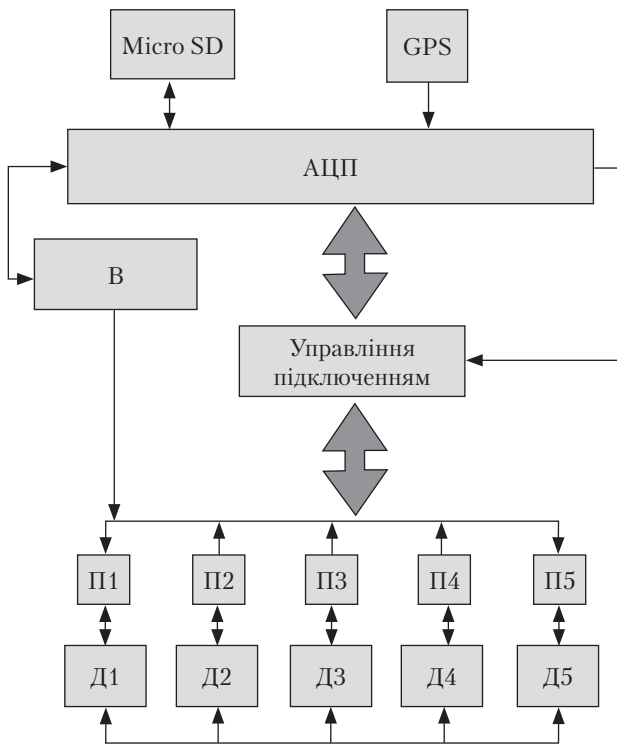 Micro SD
GPS
АЦП
В
Управління
підключенням
П1
П2
П3
П4
П5
Д1
Д2
Д3
Д4
Д5